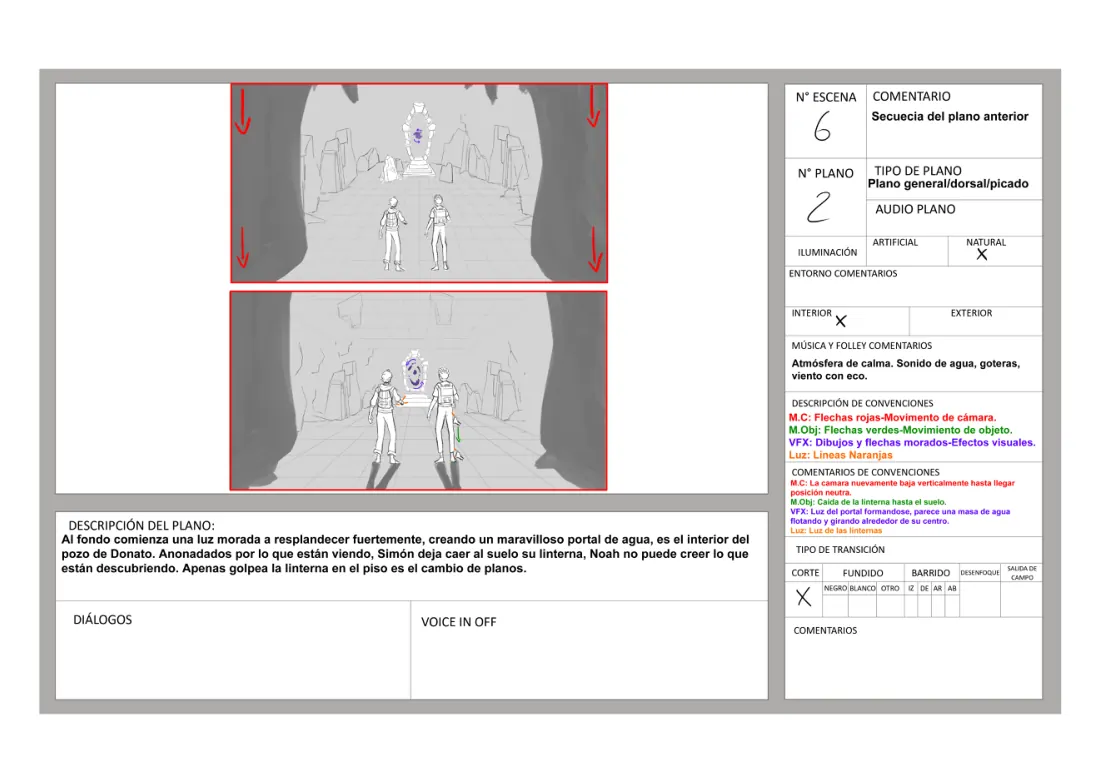 N° ESCENA
6
COMENTARIO
Secuecia del plano anterior
N° PLANO
2
TIPO DE PLANO
Plano general/dorsal/picado
AUDIO PLANO
ILUMINACIÓN
ARTIFICIAL
NATURAL
X
ENTORNO COMENTARIOS
INTERIOR X
EXTERIOR
MÚSICA Y FOLLEY COMENTARIOS
Atmósfera de calma. Sonido de agua, goteras,
viento con eco.
DESCRIPCIÓN DE CONVENCIONES
M.C: Flechas rojas-Movimento de cámara.
M.Obj: Flechas verdes-Movimiento de objeto.
VFX: Dibujos y flechas morados-Efectos visuales.
Luz: Líneas Naranjas
COMENTARIOS DE CONVENCIONES
M.C: La camara nuevamente baja verticalmente hasta llegar
posición neutra.
M.Obj: Caida de la linterna hasta el suelo.
VFX: Luz del portal formandose, parece una masa de agua
flotando y girando alrededor de su centro.
Luz: Luz de las linternas
TIPO DE TRANSICIÓN
CORTE
FUNDIDO
BARRIDO
DESENFOQUE
SALIDA DE
CAMPO
X
NEGRO BLANCO OTRO IZ DE AR AB
COMENTARIOS
DESCRIPCIÓN DEL PLANO:
Al fondo comienza una luz morada a resplandecer fuertemente, creando un maravilloso portal de agua, es el interior del
pozo de Donato. Anonadados por lo que están viendo, Simón deja caer al suelo su linterna, Noah no puede creer lo que
están descubriendo. Apenas golpea la linterna en el piso es el cambio de planos.
DIÁLOGOS
VOICE IN OFF